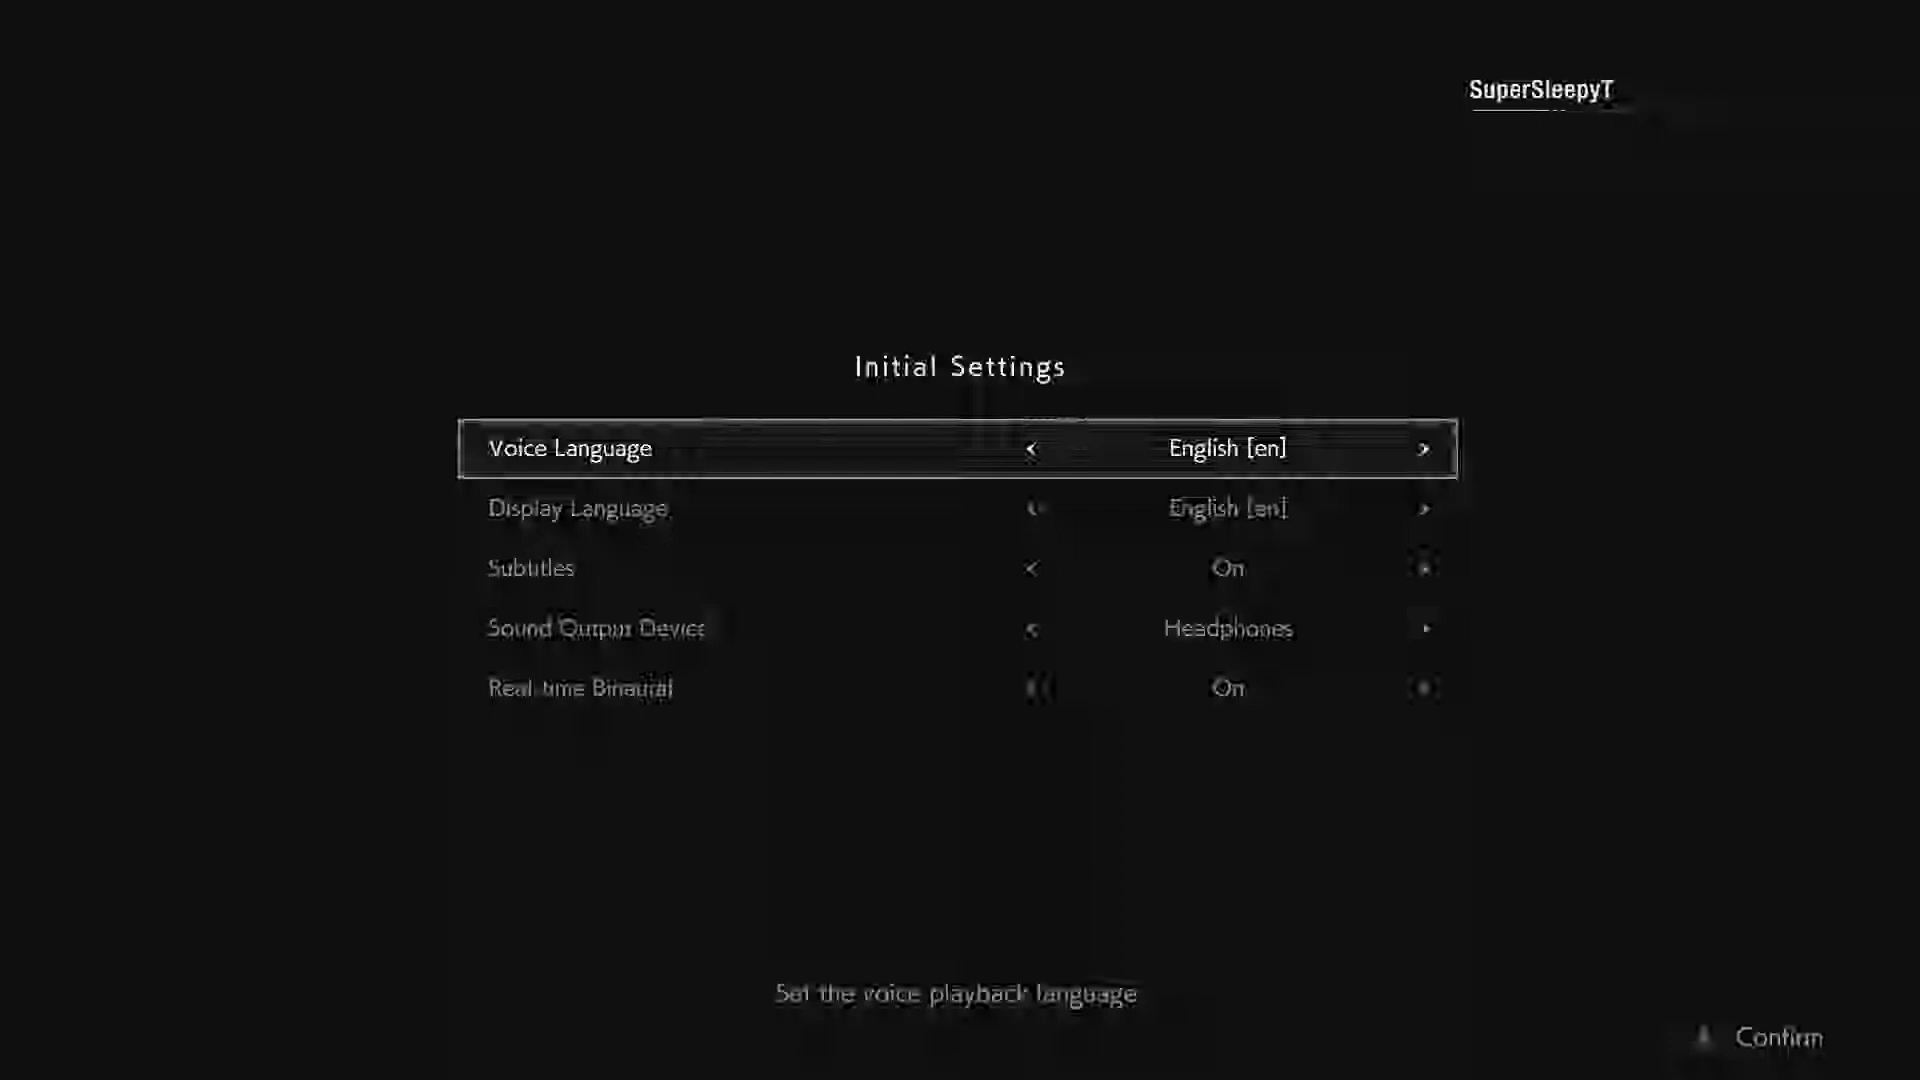 SuperSleepyT
Initial Settings
Voice Language < English [en] >
Display Language < English [en] >
Subtitles < On >
Sound Output Device < Headphones >
Real-time Binaural < On >
Set the voice playback language
Confirm